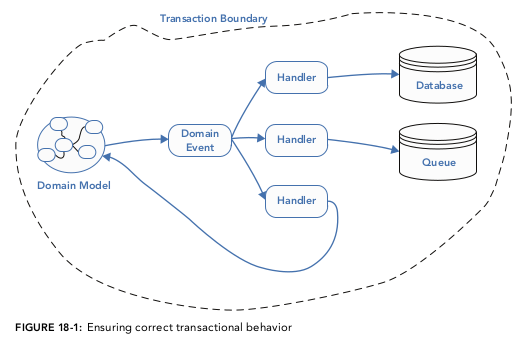 Transaction Boundary
Handler
Database
Domain
Event
Handler
Queue
Domain Model
Handler
FIGURE 18-1: Ensuring correct transactional behavior